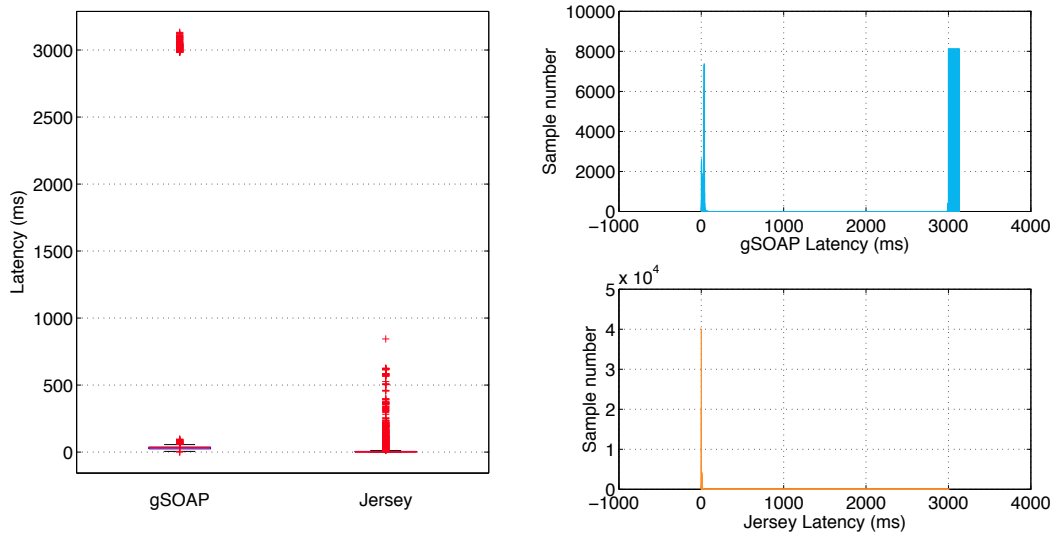 Latency (ms)
3000
2500
2000
1500
1000
500
0
gSOAP Jersey
Sample number
10000
8000
6000
4000
2000
0
−1000 0 1000 2000 3000 4000
gSOAP Latency (ms)
x 10^4
Sample number
5
4
3
2
1
0
−1000 0 1000 2000 3000 4000
Jersey Latency (ms)